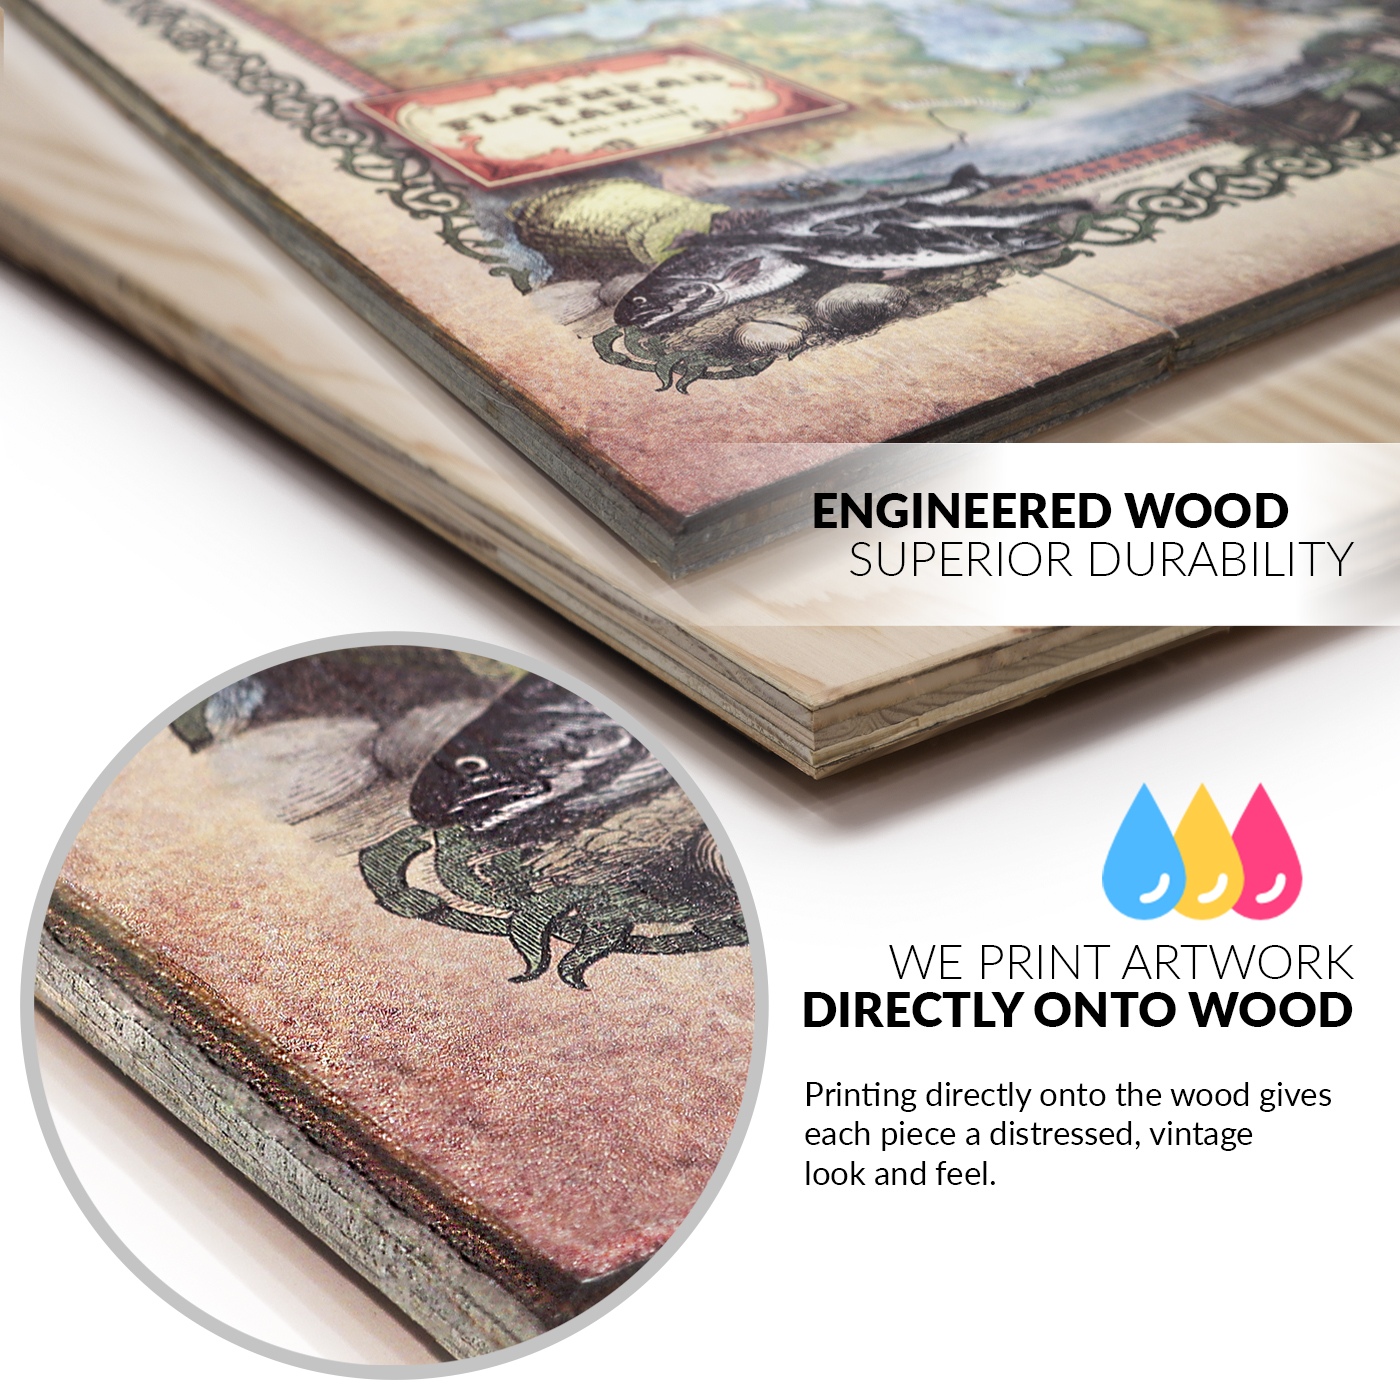 FLATHEAD
LAKE
ENGINEERED WOOD
SUPERIOR DURABILITY
WE PRINT ARTWORK
DIRECTLY ONTO WOOD
Printing directly onto the wood gives
each piece a distressed, vintage
look and feel.